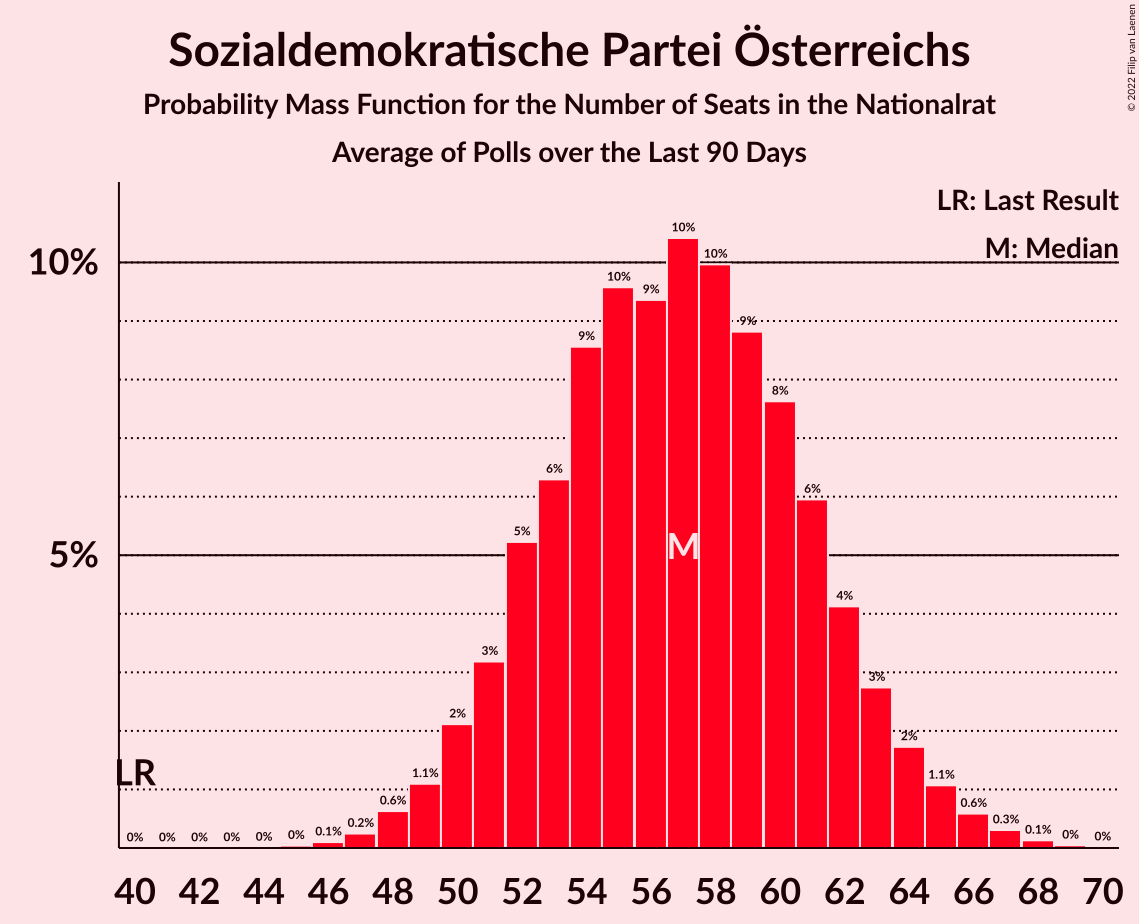 Sozialdemokratische Partei Österreichs
Probability Mass Function for the Number of Seats in the Nationalrat
Average of Polls over the Last 90 Days
© 2022 Filip van Laenen
LR: Last Result
M: Median
10%
5%
LR
M
0% 0% 0% 0% 0% 0% 0.1% 0.2% 0.6% 1.1% 2% 3% 5% 6% 9% 10% 9% 10% 10% 9% 8% 6% 4% 3% 2% 1.1% 0.6% 0.3% 0.1% 0% 0%
40 42 44 46 48 50 52 54 56 58 60 62 64 66 68 70